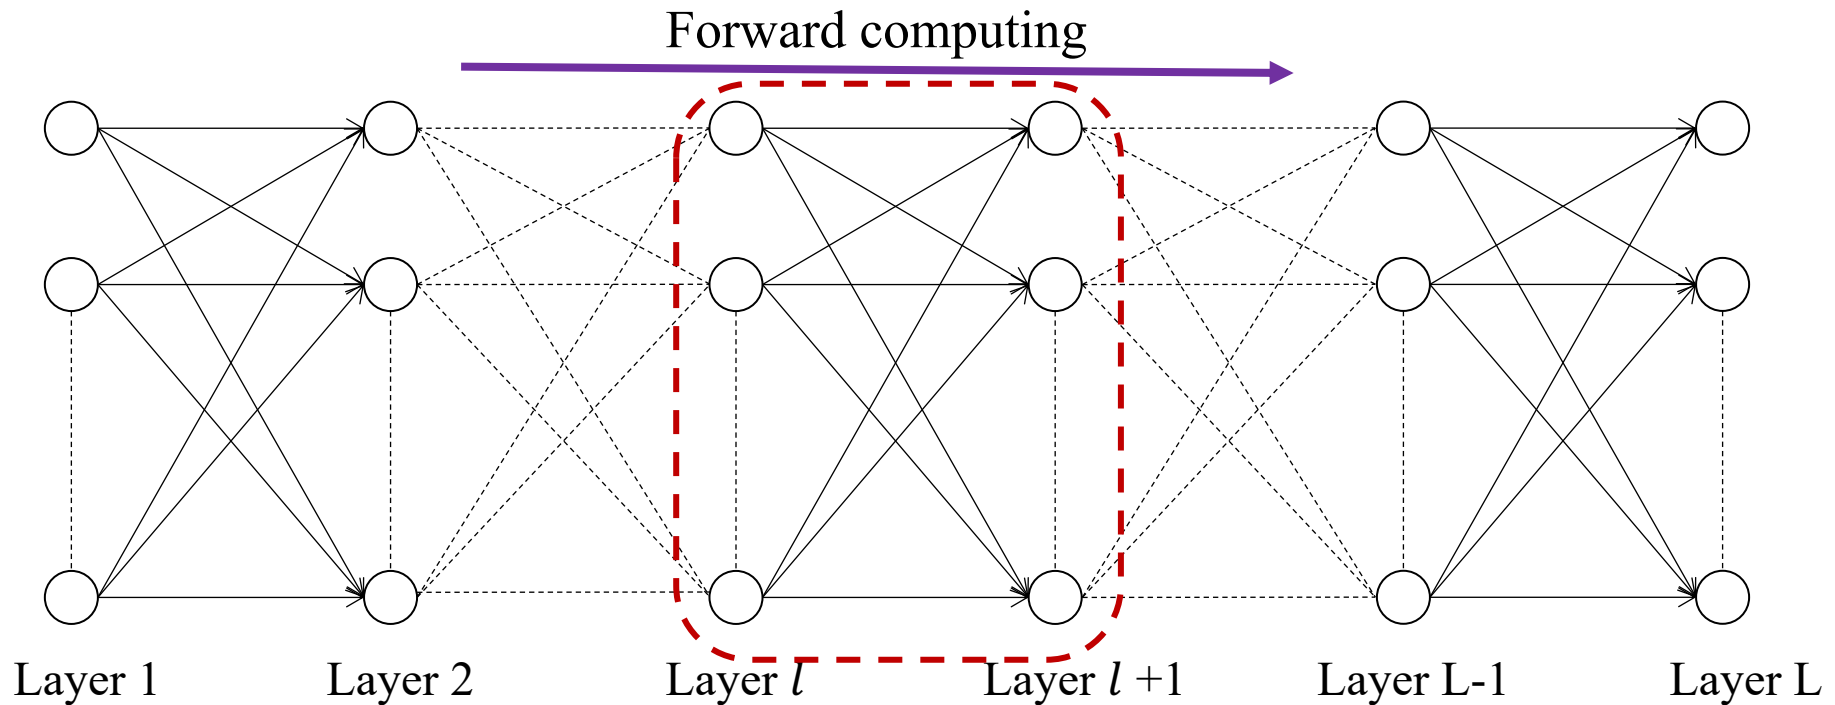 Forward computing
Layer 1
Layer 2
Layer l
Layer l +1
Layer L-1
Layer L